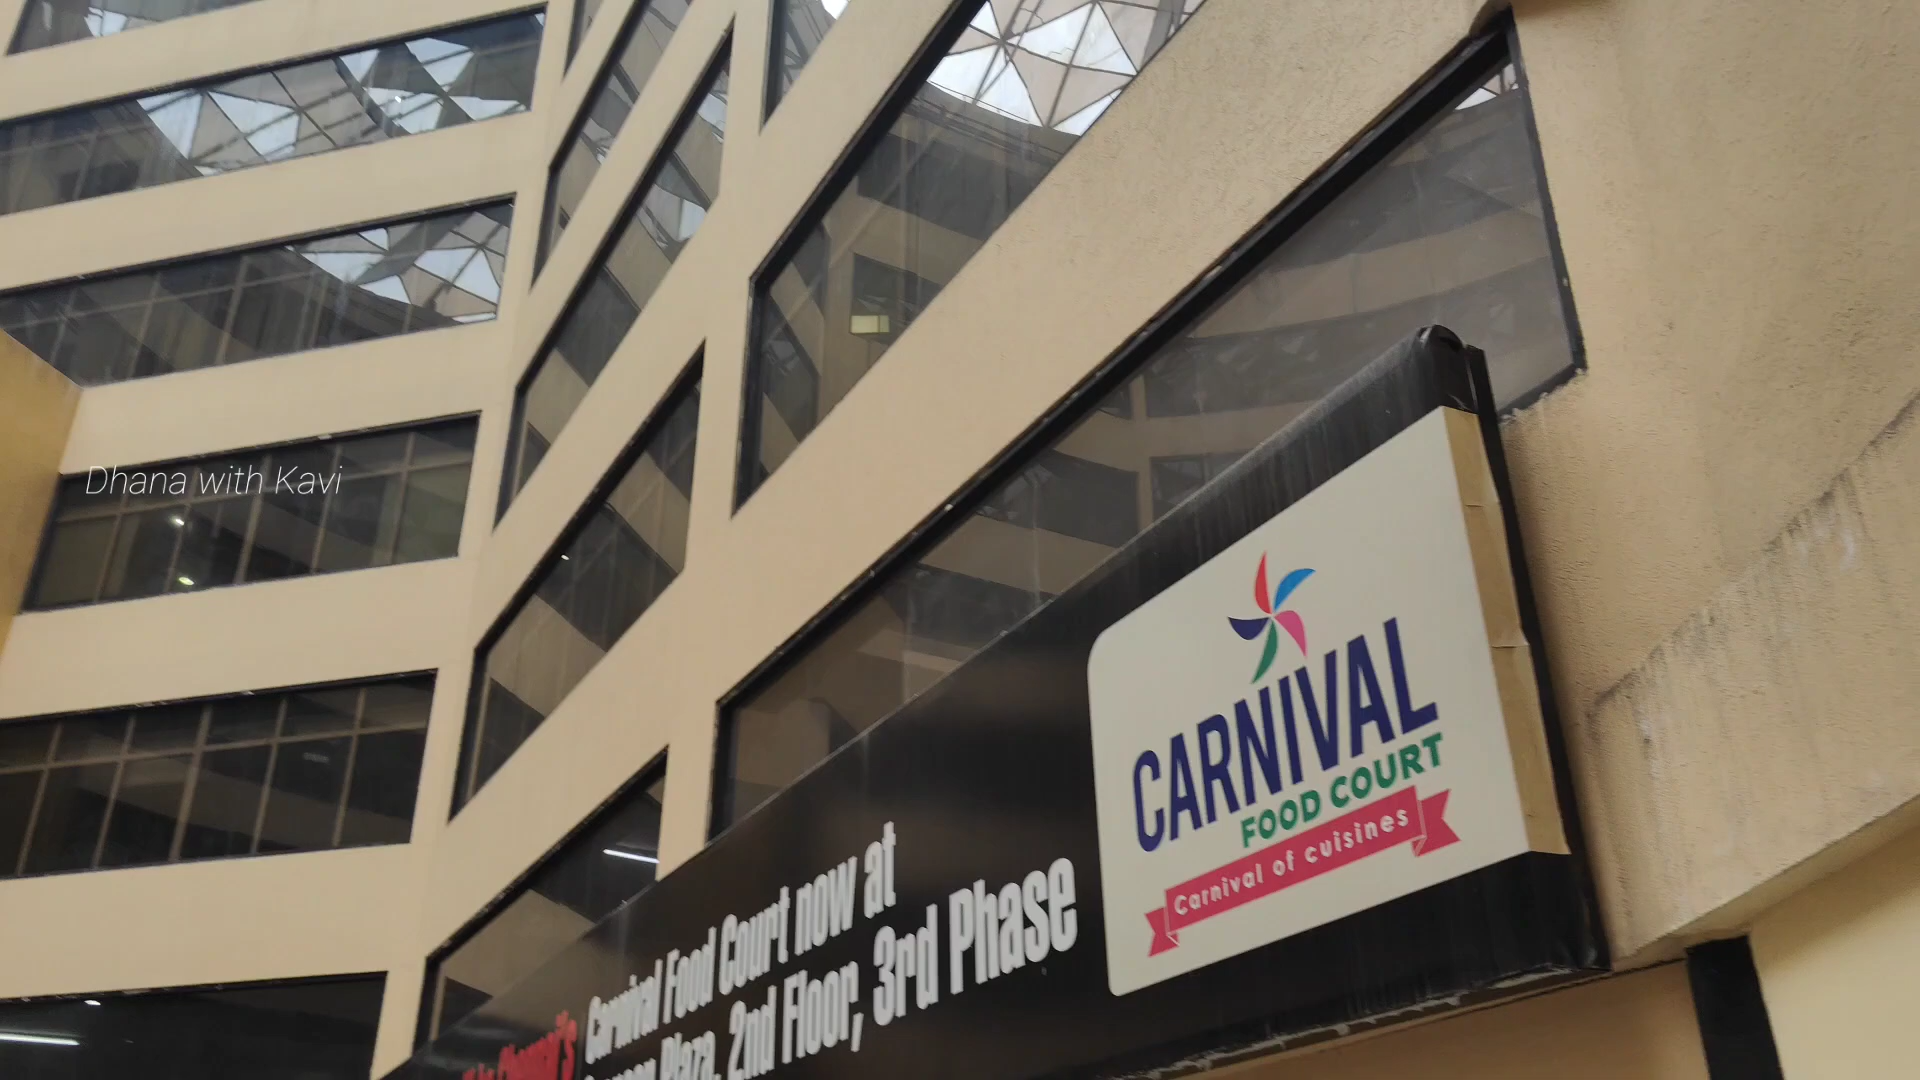 Dhana with Kavi
CARNIVAL
FOOD COURT
Carnival of cuisines
Carnival Food Court now at
Plaza, 2nd Floor, 3rd Phase